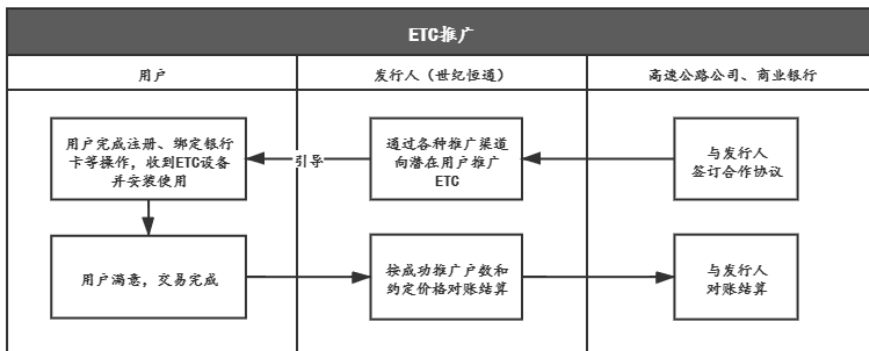 ETC推广
用户
发行人（世纪恒通）
高速公路公司、商业银行
用户完成注册、绑定银行
卡等操作，收到ETC设备
并安装使用
引导
通过各种推广渠道
向潜在用户推广
ETC
与发行人
签订合作协议
用户满意，交易完成
按成功推广户数和
约定价格对账结算
与发行人
对账结算